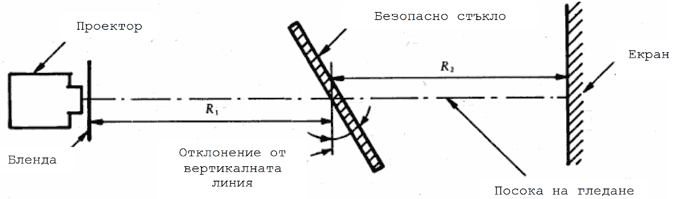 Проектор
Безопасно стъкло
Екран
R₂
R₁
Бленда
Отклонение от
вертикалната
линия
Посока на гледане